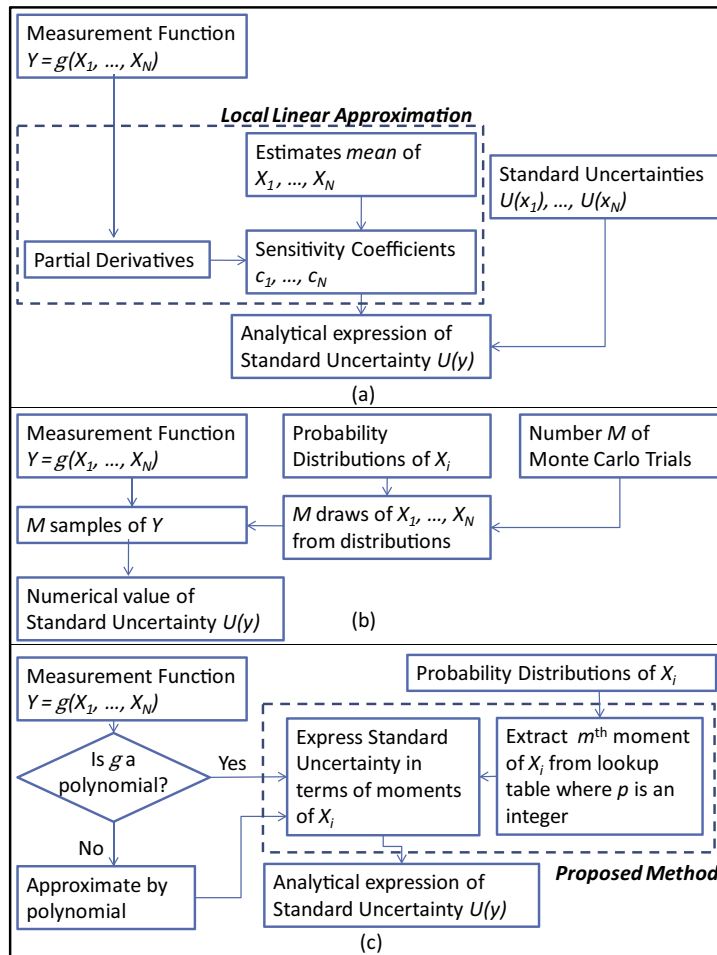 Measurement Function
Y = g(X1, ..., XN)
Local Linear Approximation
Estimates mean of
X1, ..., XN
Standard Uncertainties
U(x1), ..., U(xN)
Partial Derivatives
Sensitivity Coefficients
c1, ..., cN
Analytical expression of
Standard Uncertainty U(y)
(a)
Measurement Function
Y = g(X1, ..., XN)
Probability
Distributions of Xi
Number M of
Monte Carlo Trials
M samples of Y
M draws of X1, ..., XN
from distributions
Numerical value of
Standard Uncertainty U(y)
(b)
Measurement Function
Y = g(X1, ..., XN)
Probability Distributions of Xi
Is g a
polynomial?
Yes
Express Standard
Uncertainty in
terms of moments
of Xi
Extract mth moment
of Xi from lookup
table where p is an
integer
No
Approximate by
polynomial
Proposed Method
Analytical expression of
Standard Uncertainty U(y)
(c)